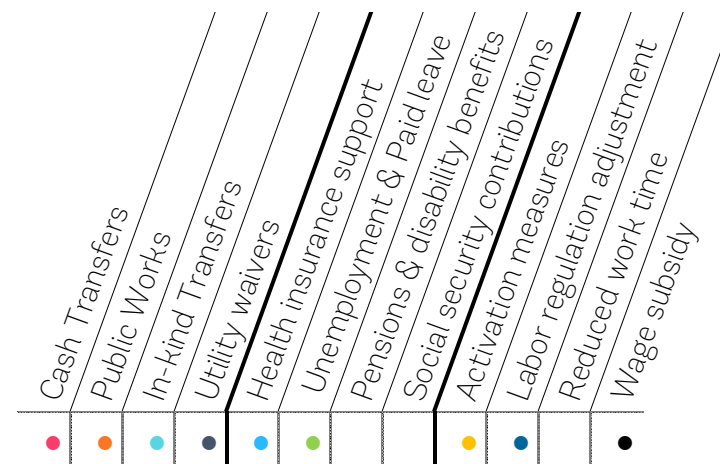 Cash Transfers
Public Works
In-kind Transfers
Utility waivers
Health insurance support
Unemployment & Paid leave
Pensions & disability benefits
Social security contributions
Activation measures
Labor regulation adjustment
Reduced work time
Wage subsidy